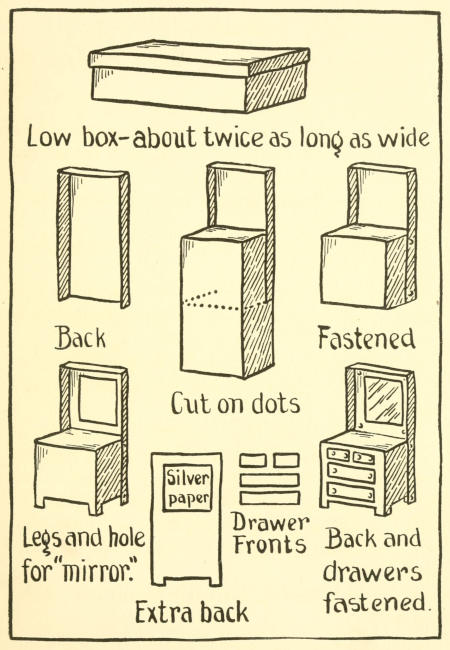 Low box-about twice as long as wide
Back
Cut on dots
Fastened
Legs and hole
for "mirror."
Silver
paper
Extra back
Drawer
Fronts
Back and
drawers
fastened.